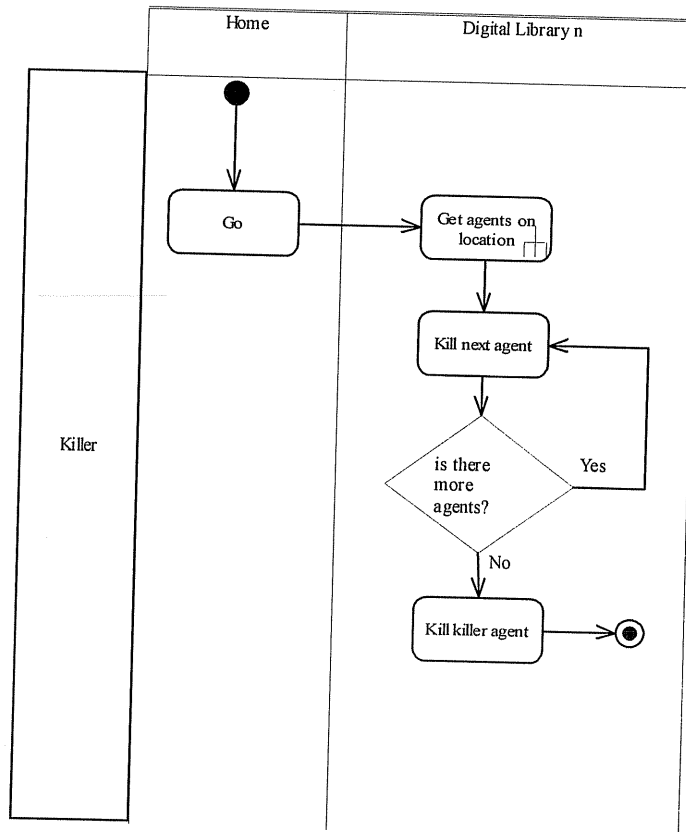 Home
Digital Library n
Go
Get agents on
location
Kill next agent
Killer
is there
more
agents?
Yes
No
Kill killer agent